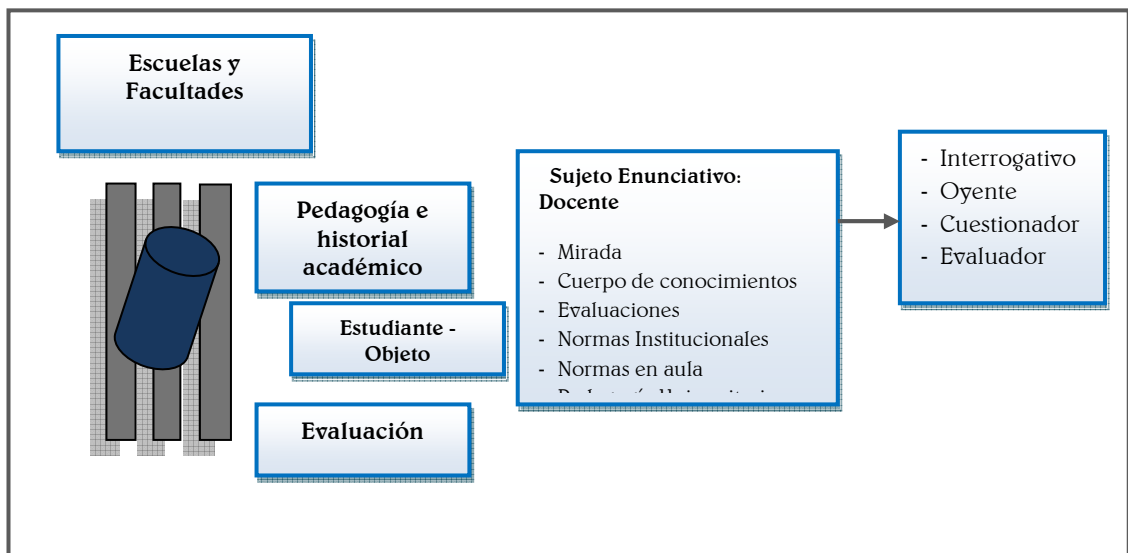 Escuelas y
Facultades
Pedagogía e
historial
académico
Estudiante -
Objeto
Evaluación
Sujeto Enunciativo:
Docente
- Mirada
- Cuerpo de conocimientos
- Evaluaciones
- Normas Institucionales
- Normas en aula
- Interrogativo
- Oyente
- Cuestionador
- Evaluador